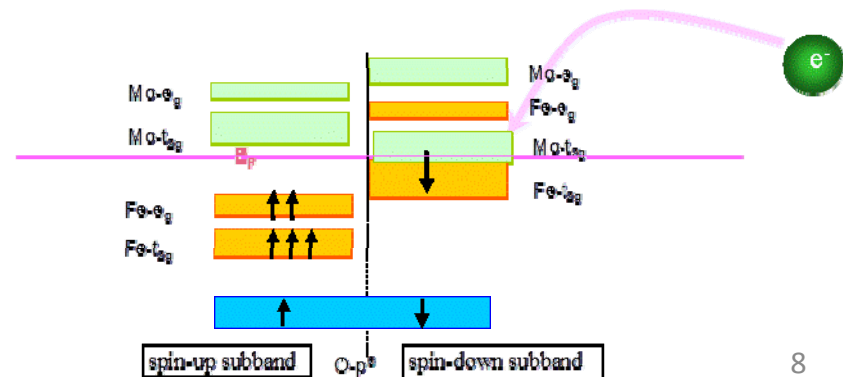 e-
Mo-eg
Mo-t2g
EF
Fe-eg
Fe-t2g
Mo-eg
Fe-eg
Mo-t2g
Fe-t2g
spin-up subband
O-p
spin-down subband
8